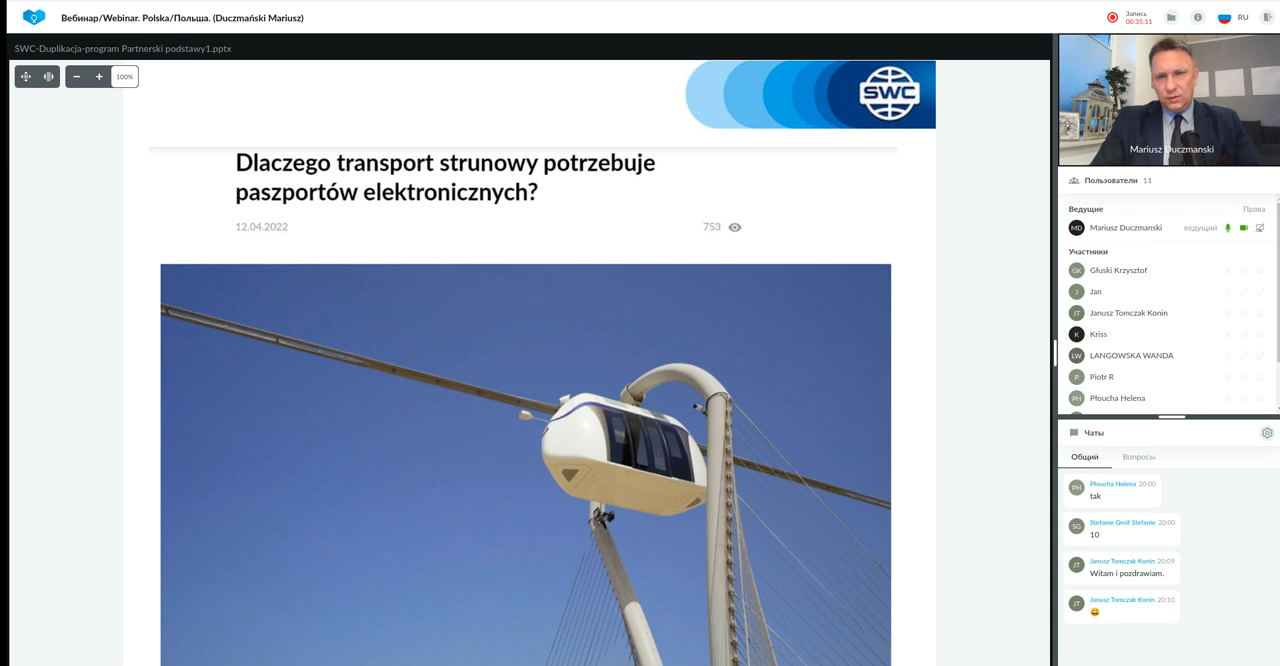 Вебинар/Webinar. Polska/Польша. (Duczmański Mariusz)
Запись
00:35:11
RU
SWC-Duplikacja-program Partnerski podstawy1.pptx
100%
SWC
Dlaczego transport strunowy potrzebuje
paszportów elektronicznych?
12.04.2022
753
Mariusz Duczmanski
Пользователи 11
Ведущие Права
MD Mariusz Duczmanski ведущий
Участники
GK Głuski Krzysztof
J Jan
JT Janusz Tomczak Konin
K Kriss
LW LANGOWSKA WANDA
P Piotr R
PH Płoucha Helena
Чаты
Общий Вопросы
PH Płoucha Helena 20:00
tak
SG Stefanie Greif Stefanie 20:00
10
JT Janusz Tomczak Konin 20:09
Witam i pozdrawiam.
JT Janusz Tomczak Konin 20:10